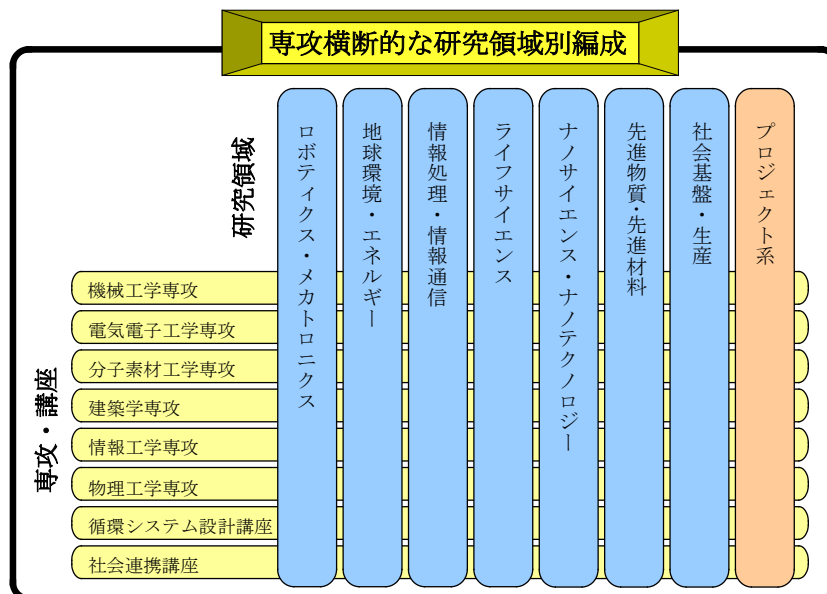 専攻横断的な研究領域別編成
研究領域
ロボティクス・メカトロニクス
地球環境・エネルギー
情報処理・情報通信
ライフサイエンス
ナノサイエンス・ナノテクノロジー
先進物質・先進材料
社会基盤・生産
プロジェクト系
専攻・講座
機械工学専攻
電気電子工学専攻
分子素材工学専攻
建築学専攻
情報工学専攻
物理工学専攻
循環システム設計講座
社会連携講座